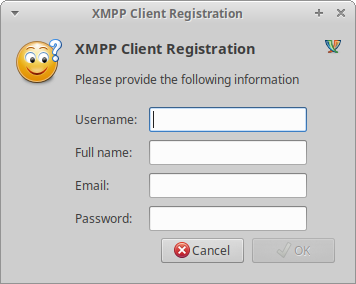 XMPP Client Registration
XMPP Client Registration
Please provide the following information
Username:
Full name:
Email:
Password:
Cancel OK